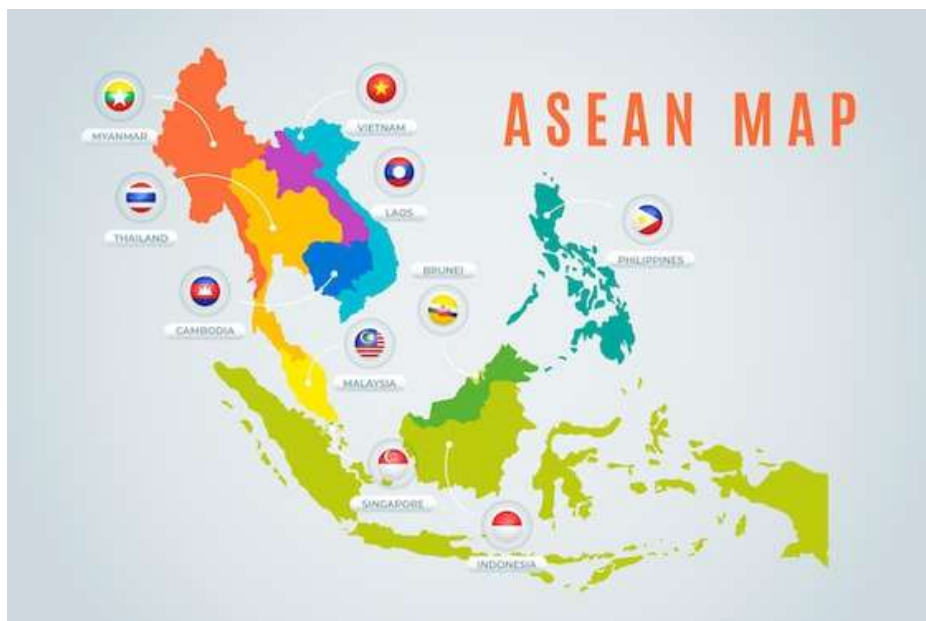 ASEAN MAP
MYANMAR
VIETNAM
LAOS
THAILAND
PHILIPPINES
BRUNEI
CAMBODIA
MALAYSIA
SINGAPORE
INDONESIA